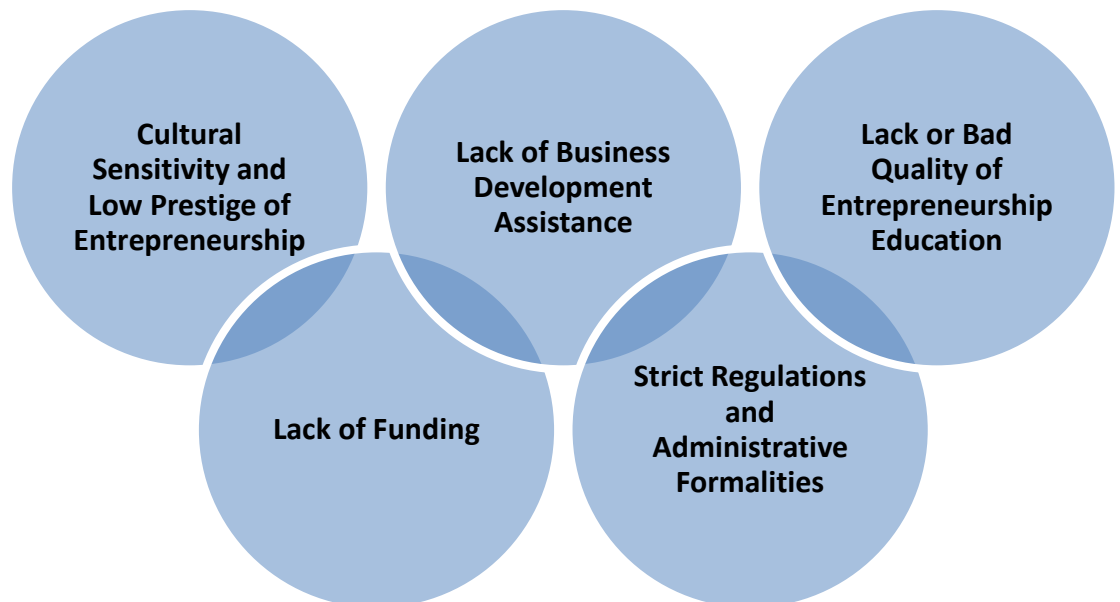 Cultural
Sensitivity and
Low Prestige of
Entrepreneurship
Lack of Business
Development
Assistance
Lack or Bad
Quality of
Entrepreneurship
Education
Lack of Funding
Strict Regulations
and
Administrative
Formalities